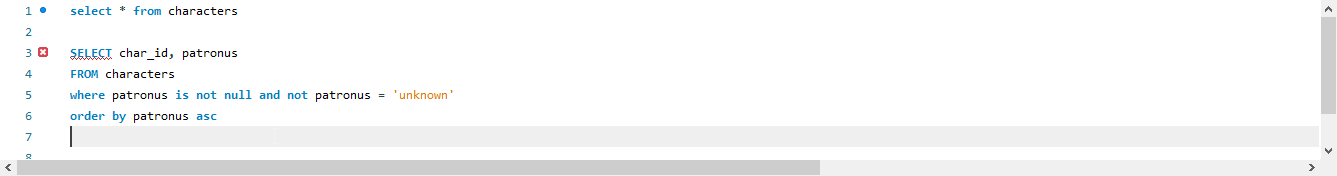 1 select * from characters
2
3 SELECT char_id, patronus
4 FROM characters
5 where patronus is not null and not patronus = 'unknown'
6 order by patronus asc
7
8